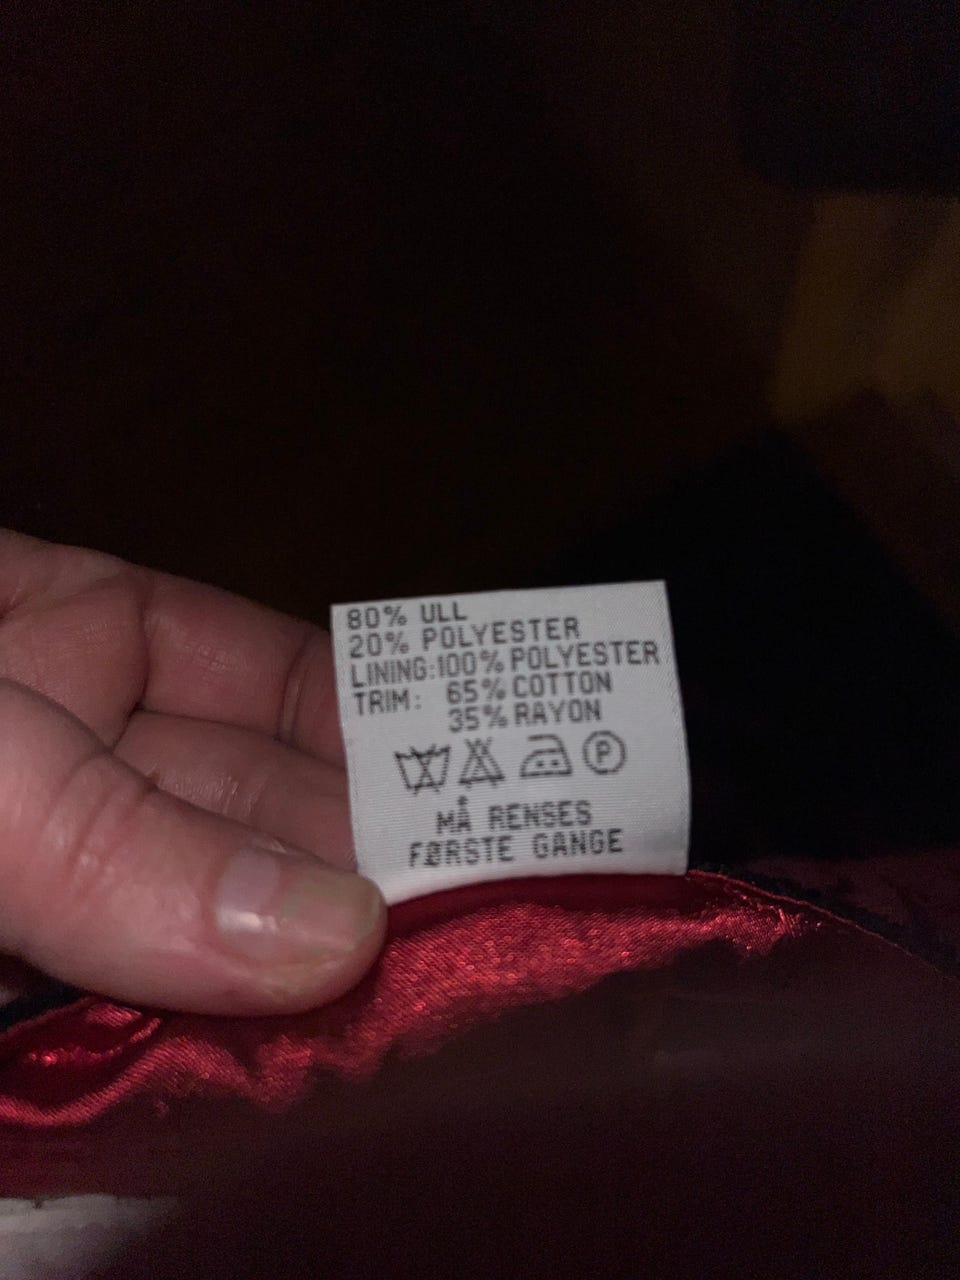 80% ULL
20% POLYESTER
LINING:100% POLYESTER
TRIM: 65% COTTON
35% RAYON
P
MÅ RENSES
FØRSTE GANGE